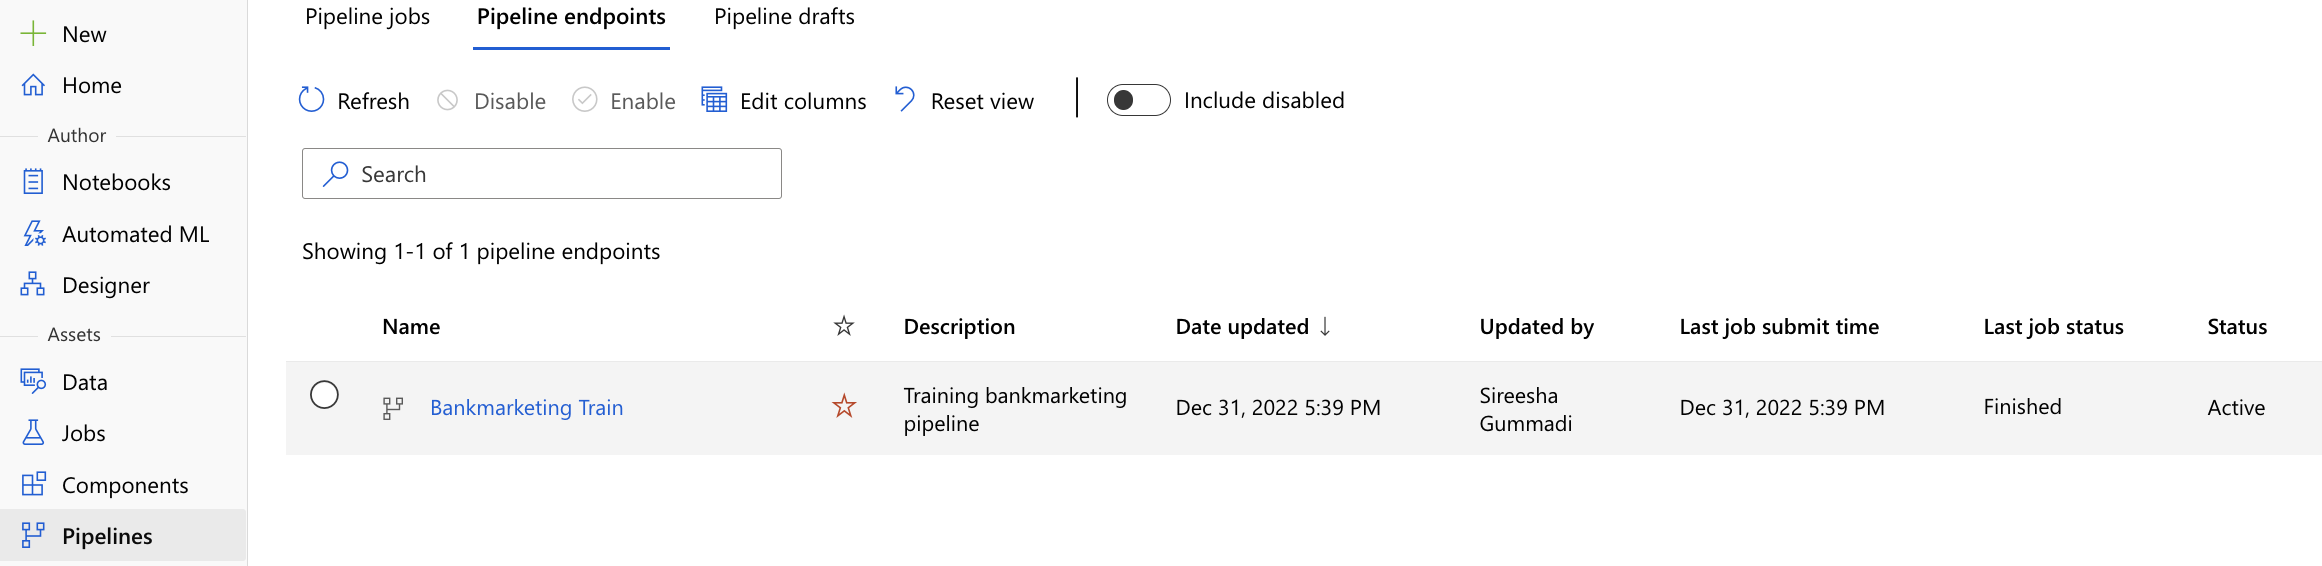 New
Home
Author
Notebooks
Automated ML
Designer
Assets
Data
Jobs
Components
Pipelines
Pipeline jobs
Pipeline endpoints
Pipeline drafts
Refresh
Disable
Enable
Edit columns
Reset view
Include disabled
Search
Showing 1-1 of 1 pipeline endpoints
Name
Description
Date updated ↓
Updated by
Last job submit time
Last job status
Status
Bankmarketing Train
Training bankmarketing
pipeline
Dec 31, 2022 5:39 PM
Sireesha
Gummadi
Dec 31, 2022 5:39 PM
Finished
Active